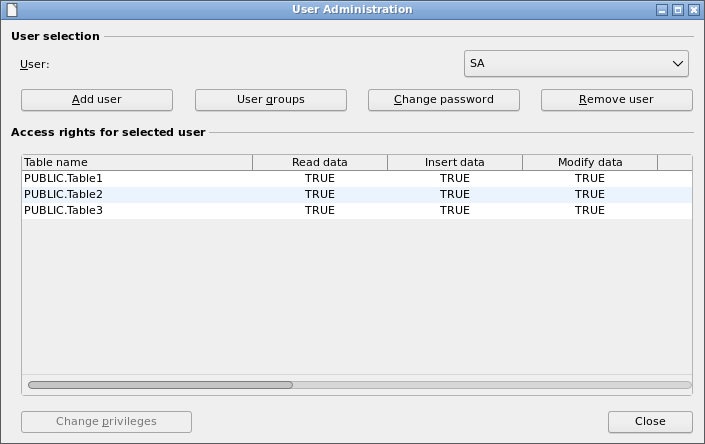 User Administration
User selection
User:
SA
Add user
User groups
Change password
Remove user
Access rights for selected user
Table name Read data Insert data Modify data
PUBLIC.Table1 TRUE TRUE TRUE
PUBLIC.Table2 TRUE TRUE TRUE
PUBLIC.Table3 TRUE TRUE TRUE
Change privileges
Close